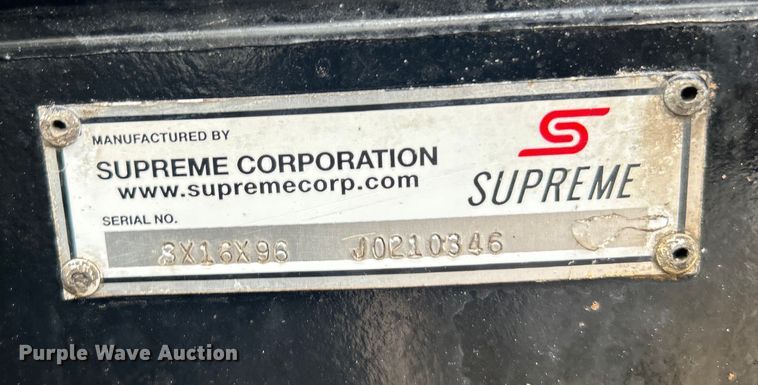 MANUFACTURED BY
SUPREME CORPORATION
www.supremecorp.com
SUPREME
SERIAL NO.
8X16X96 J0210346
Purple Wave Auction